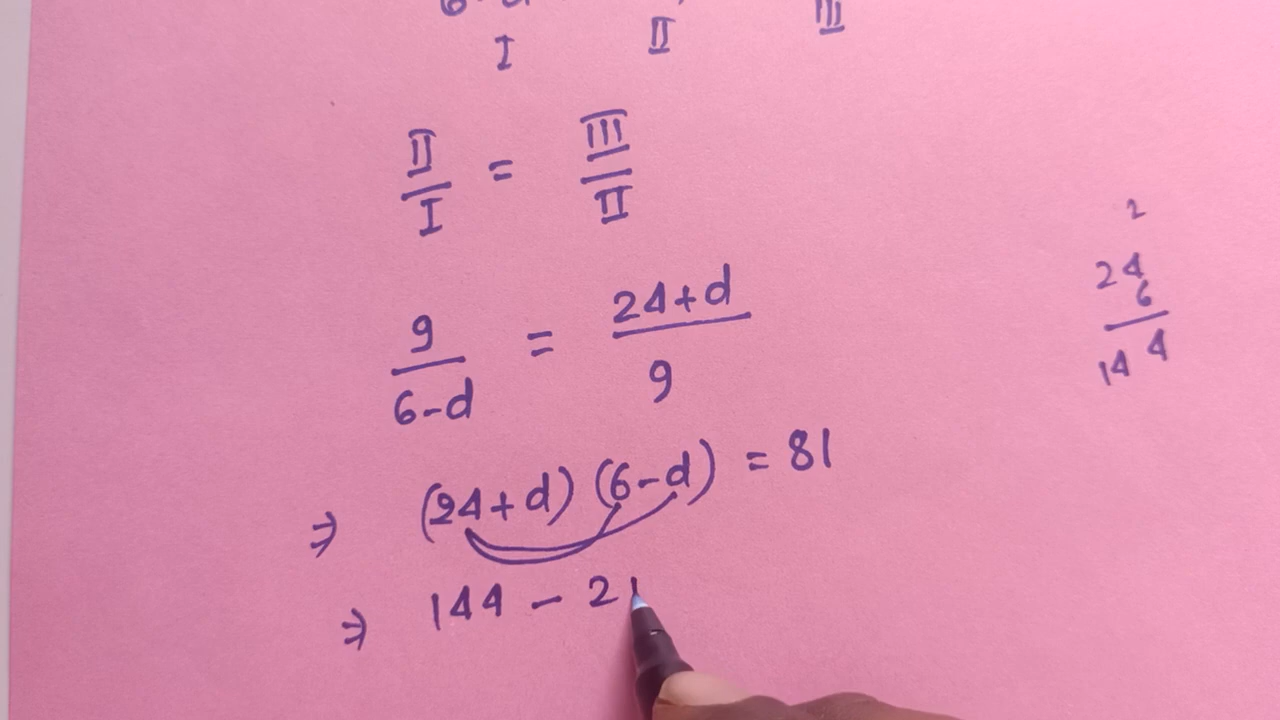 I II III
II/I = III/II
9/(6-d) = (24+d)/9
⇒ (24+d) (6-d) = 81
⇒ 144 - 2
2
24
6
144